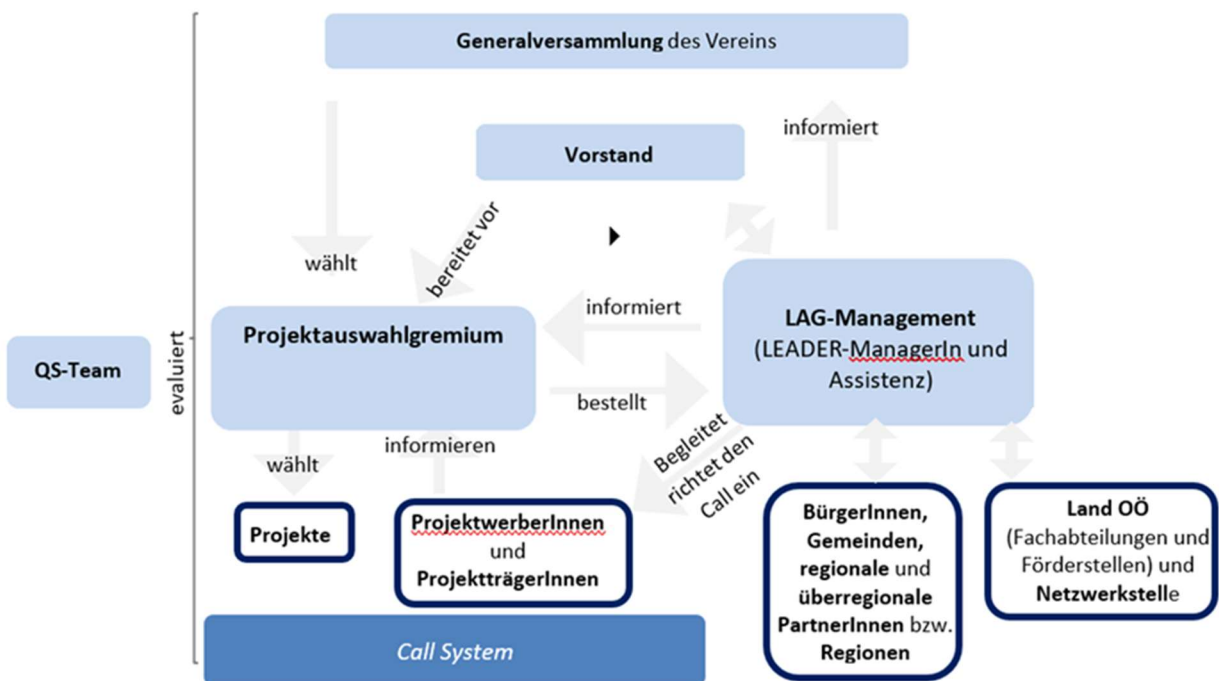 Generalversammlung des Vereins
informiert
Vorstand
bereitet vor
wählt
informiert
Projektauswahlgremium
LAG-Management
(LEADER-ManagerIn und
Assistenz)
QS-Team
evaluiert
bestellt
informieren
wählt
Begleitet
richtet den
Call ein
Projekte
ProjektwerberInnen
und
ProjektträgerInnen
BürgerInnen,
Gemeinden,
regionale und
überregionale
PartnerInnen bzw.
Regionen
Land OÖ
(Fachabteilungen und
Förderstellen) und
Netzwerkstelle
Call System